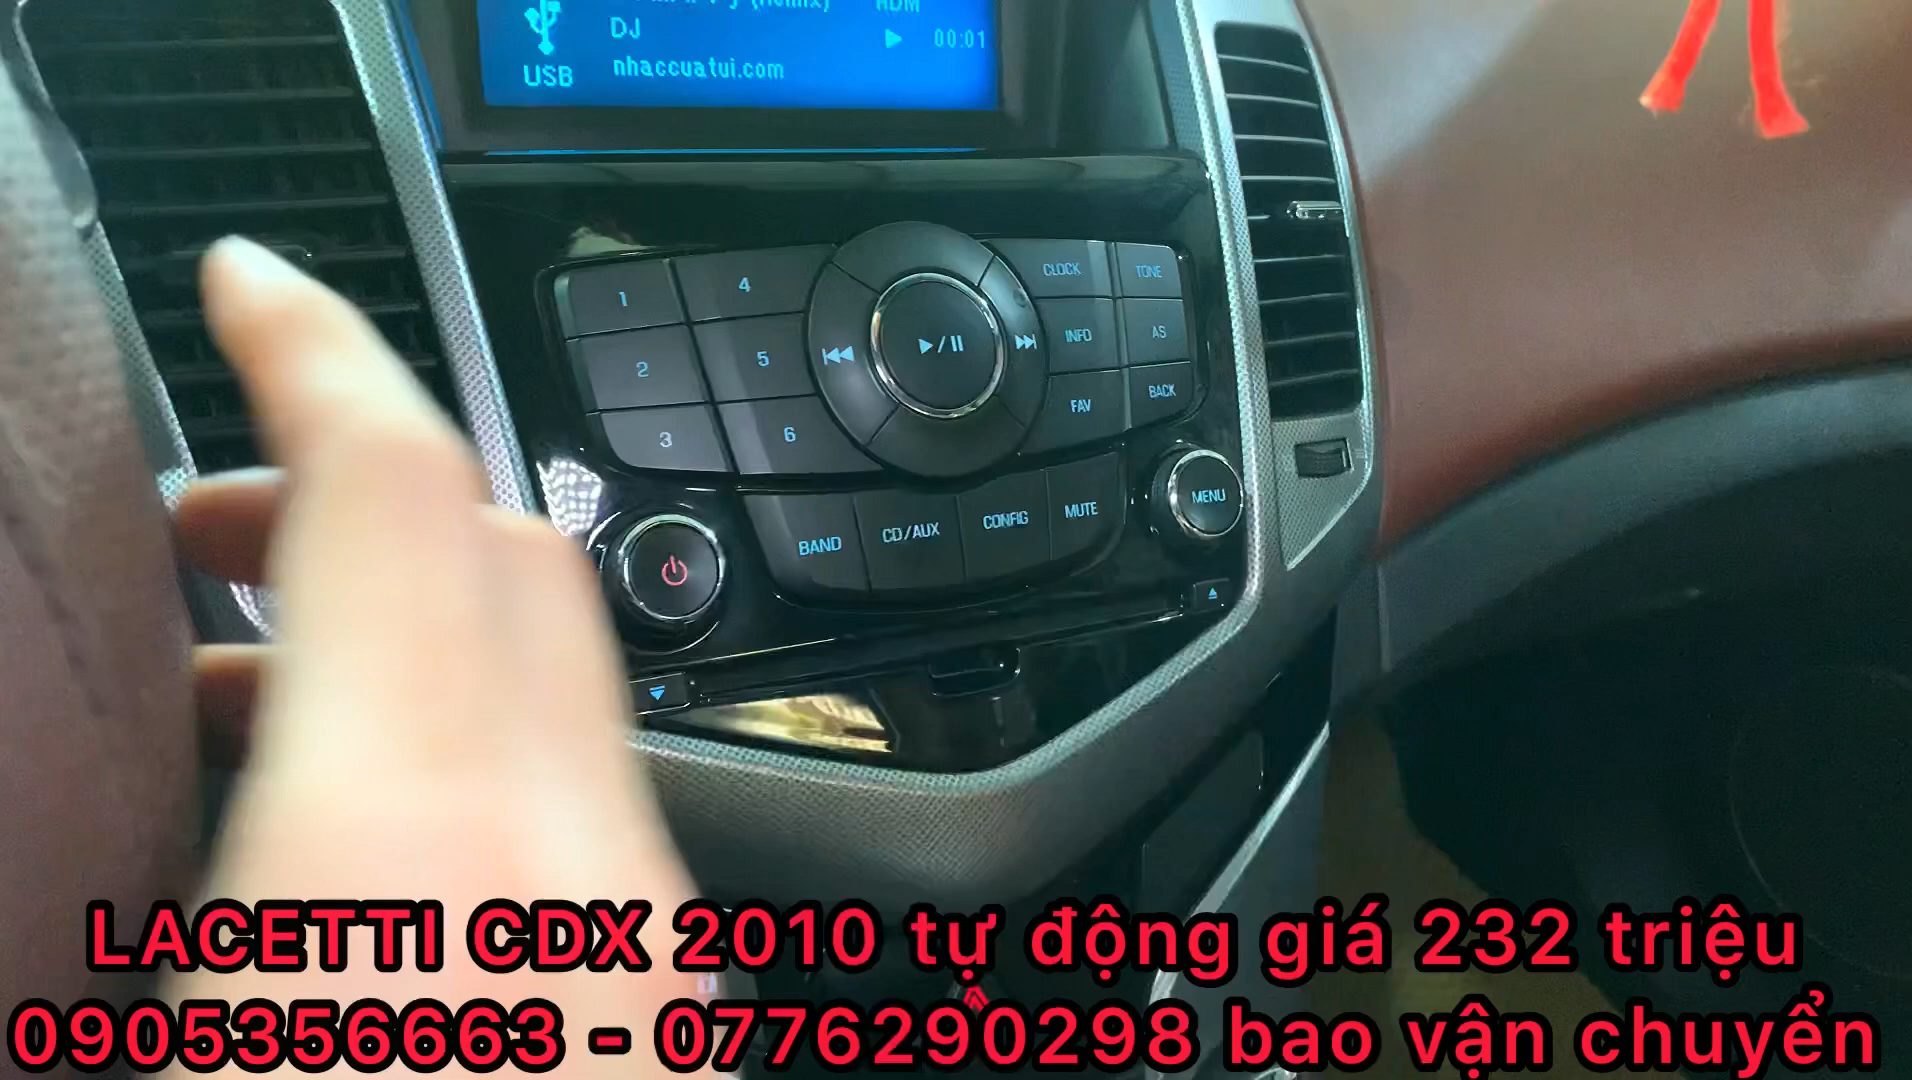 HDM
DJ
00:01
USB
nhaccuatui.com
1
4
CLOCK
TONE
2
5
INFO
AS
3
6
FAV
BACK
BAND
CD/AUX
CONFIG
MUTE
MENU
LACETTI CDX 2010 tự động giá 232 triệu
0905356663 - 0776290298 bao vận chuyển